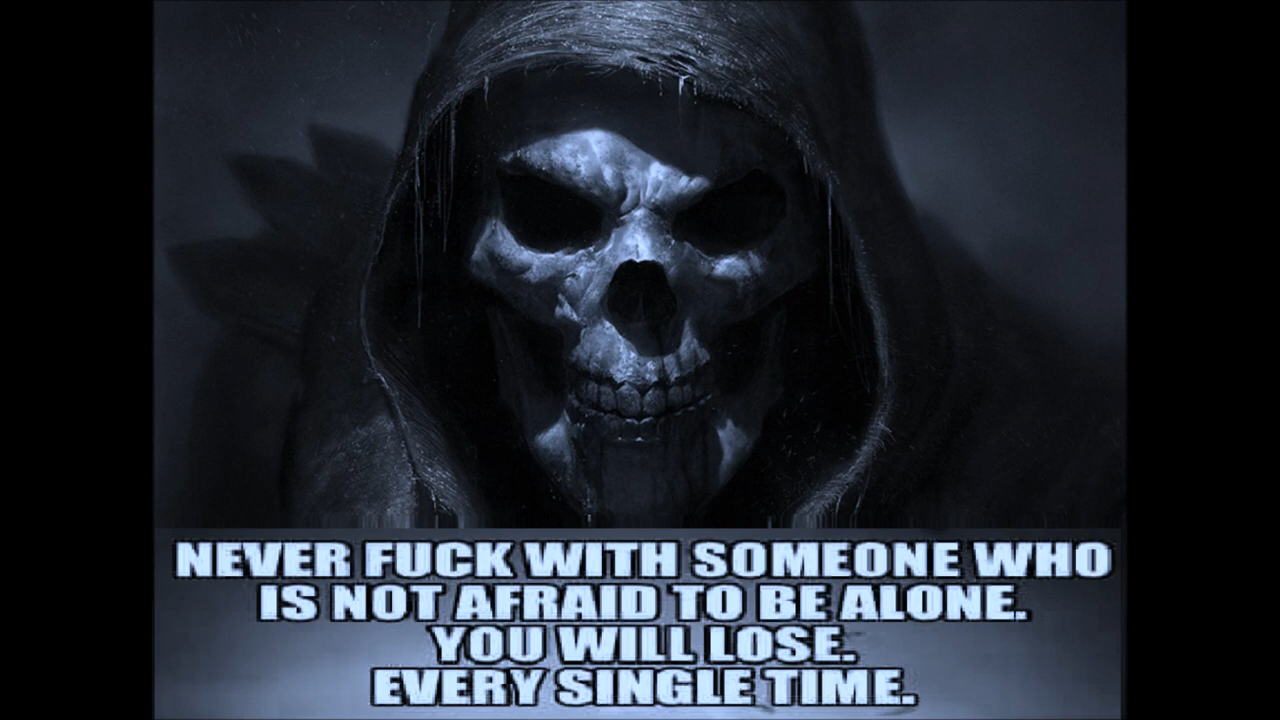 NEVER FUCK WITH SOMEONE WHO
IS NOT AFRAID TO BE ALONE.
YOU WILL LOSE.
EVERY SINGLE TIME.